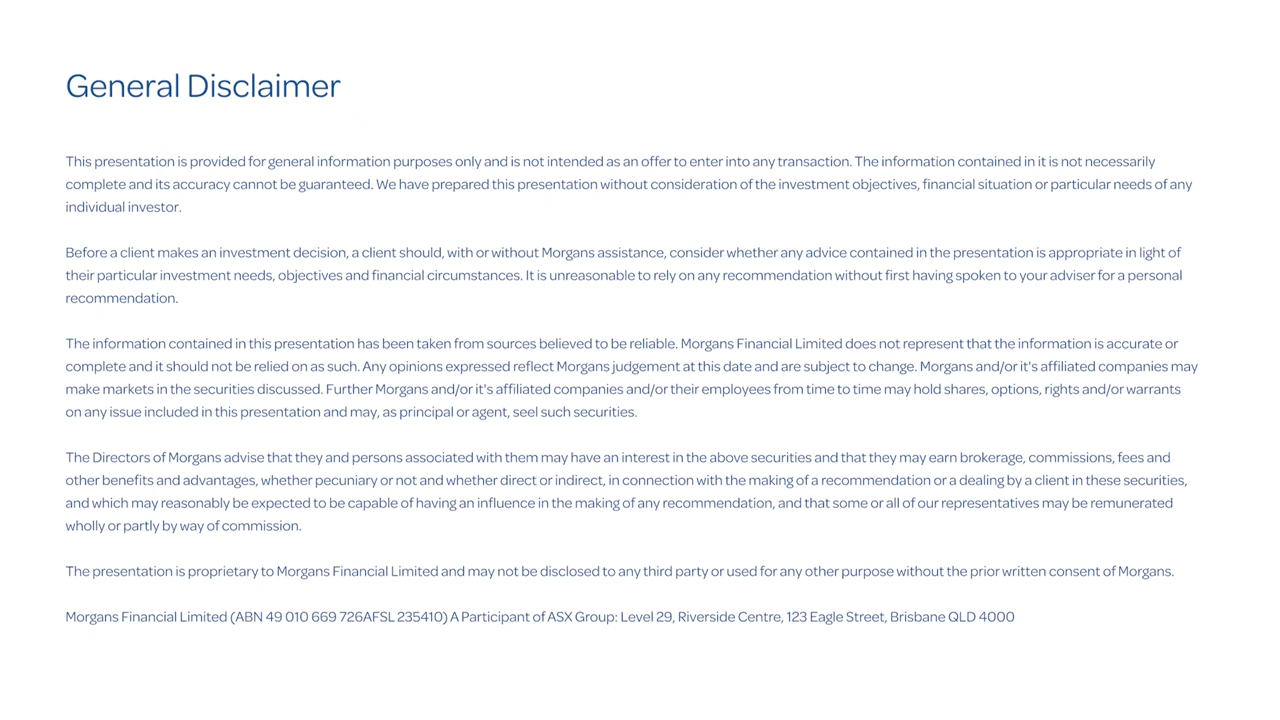 General Disclaimer
This presentation is provided for general information purposes only and is not intended as an offer to enter into any transaction. The information contained in it is not necessarily
complete and its accuracy cannot be guaranteed. We have prepared this presentation without consideration of the investment objectives, financial situation or particular needs of any
individual investor.
Before a client makes an investment decision, a client should, with or without Morgans assistance, consider whether any advice contained in the presentation is appropriate in light of
their particular investment needs, objectives and financial circumstances. It is unreasonable to rely on any recommendation without first having spoken to your adviser for a personal
recommendation.
The information contained in this presentation has been taken from sources believed to be reliable. Morgans Financial Limited does not represent that the information is accurate or
complete and it should not be relied on as such. Any opinions expressed reflect Morgans judgement at this date and are subject to change. Morgans and/or it's affiliated companies may
make markets in the securities discussed. Further Morgans and/or it's affiliated companies and/or their employees from time to time may hold shares, options, rights and/or warrants
on any issue included in this presentation and may, as principal or agent, seel such securities.
The Directors of Morgans advise that they and persons associated with them may have an interest in the above securities and that they may earn brokerage, commissions, fees and
other benefits and advantages, whether pecuniary or not and whether direct or indirect, in connection with the making of a recommendation or a dealing by a client in these securities,
and which may reasonably be expected to be capable of having an influence in the making of any recommendation, and that some or all of our representatives may be remunerated
wholly or partly by way of commission.
The presentation is proprietary to Morgans Financial Limited and may not be disclosed to any third party or used for any other purpose without the prior written consent of Morgans.
Morgans Financial Limited (ABN 49 010 669 726AFSL 235410) A Participant of ASX Group: Level 29, Riverside Centre, 123 Eagle Street, Brisbane QLD 4000